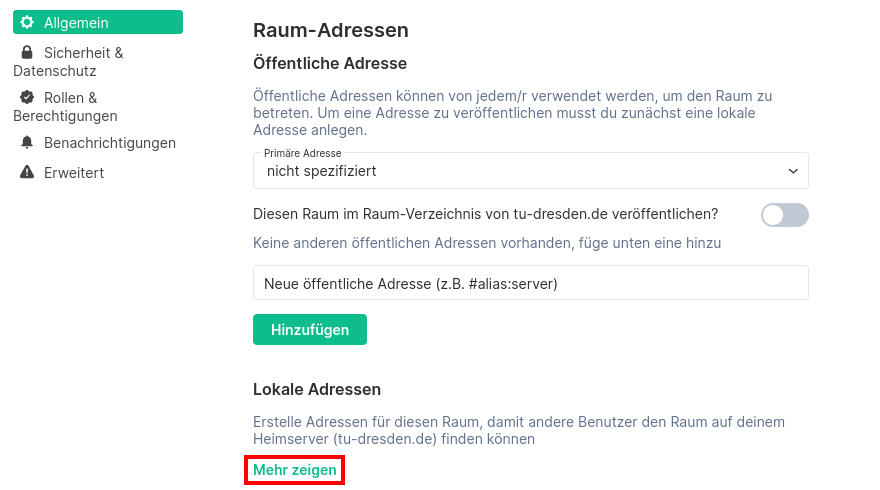 Allgemein
Sicherheit &
Datenschutz
Rollen &
Berechtigungen
Benachrichtigungen
Erweitert
Raum-Adressen
Öffentliche Adresse
Öffentliche Adressen können von jedem/r verwendet werden, um den Raum zu
betreten. Um eine Adresse zu veröffentlichen musst du zunächst eine lokale
Adresse anlegen.
Primäre Adresse
nicht spezifiziert
Diesen Raum im Raum-Verzeichnis von tu-dresden.de veröffentlichen?
Keine anderen öffentlichen Adressen vorhanden, füge unten eine hinzu
Neue öffentliche Adresse (z.B. #alias:server)
Hinzufügen
Lokale Adressen
Erstelle Adressen für diesen Raum, damit andere Benutzer den Raum auf deinem
Heimserver (tu-dresden.de) finden können
Mehr zeigen